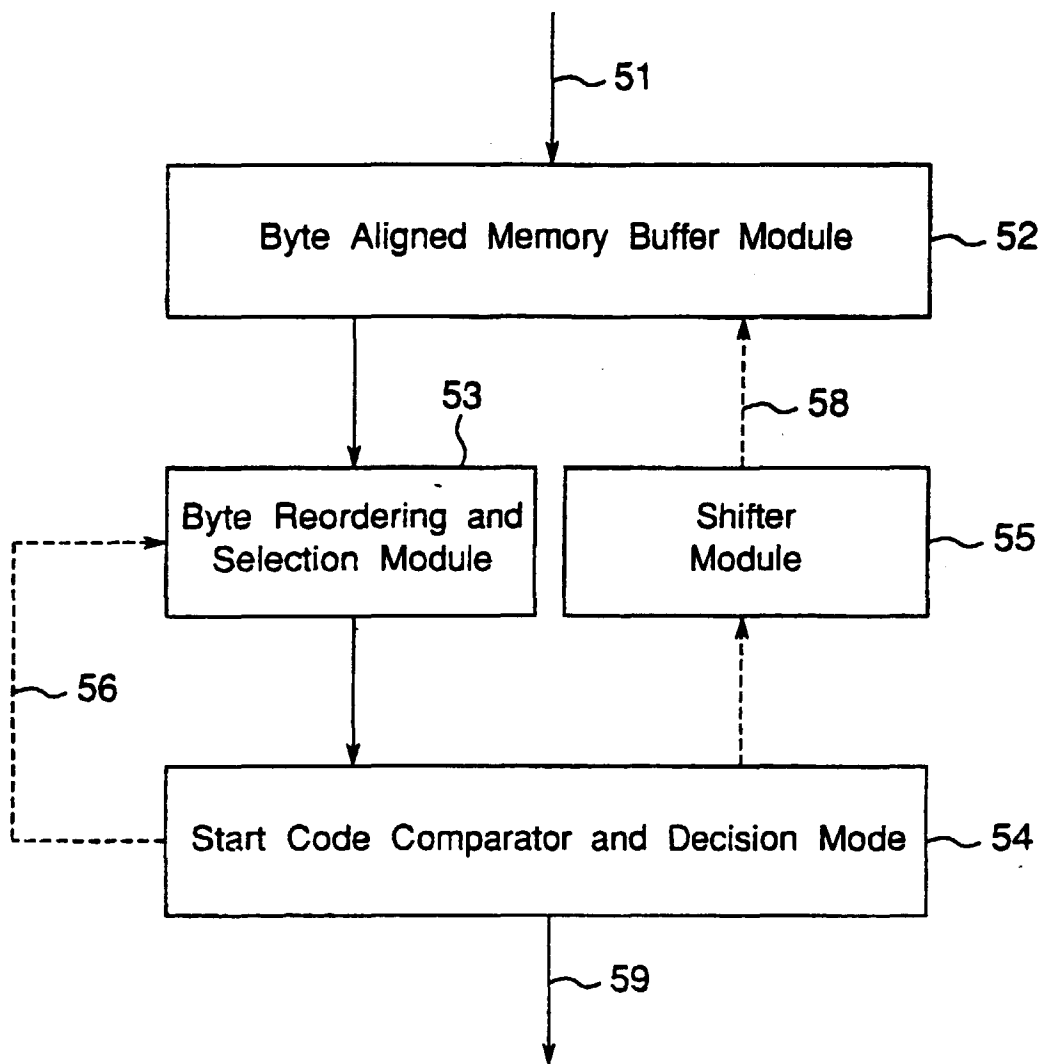 51
Byte Aligned Memory Buffer Module
52
53
58
Byte Reordering and
Selection Module
Shifter
Module
55
56
Start Code Comparator and Decision Mode
54
59